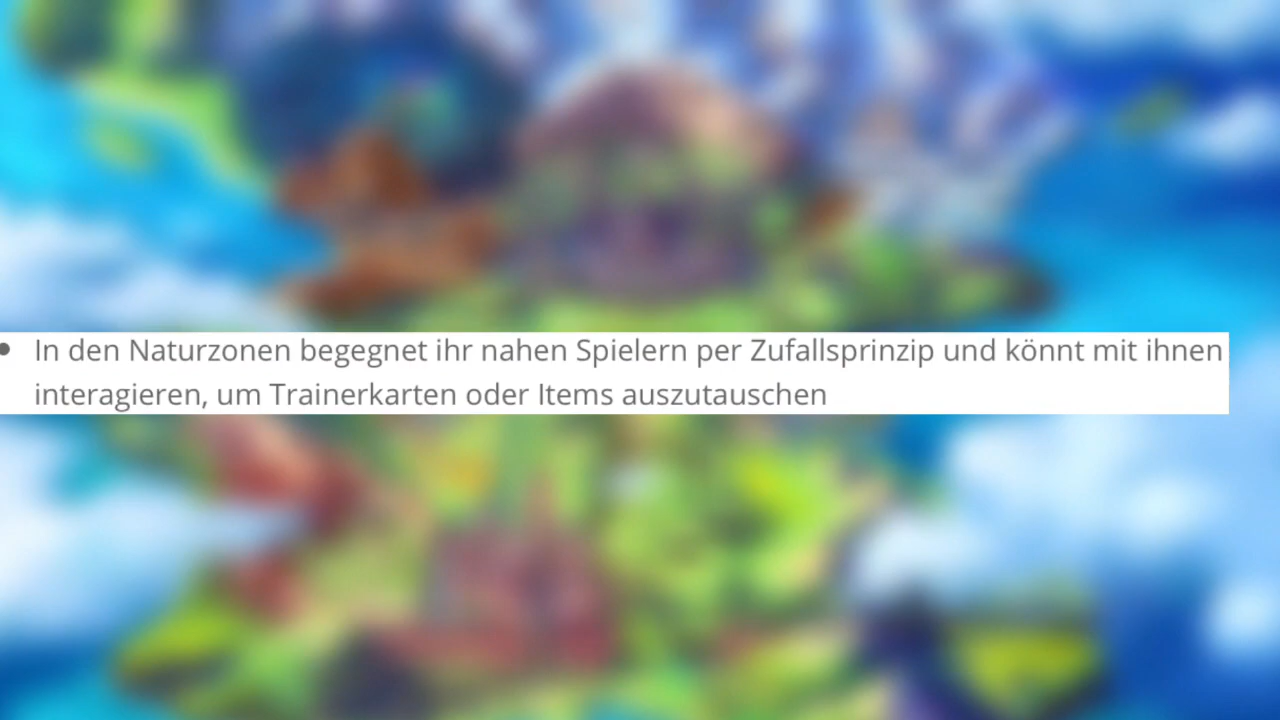 • In den Naturzonen begegnet ihr nahen Spielern per Zufallsprinzip und könnt mit ihnen
interagieren, um Trainerkarten oder Items auszutauschen